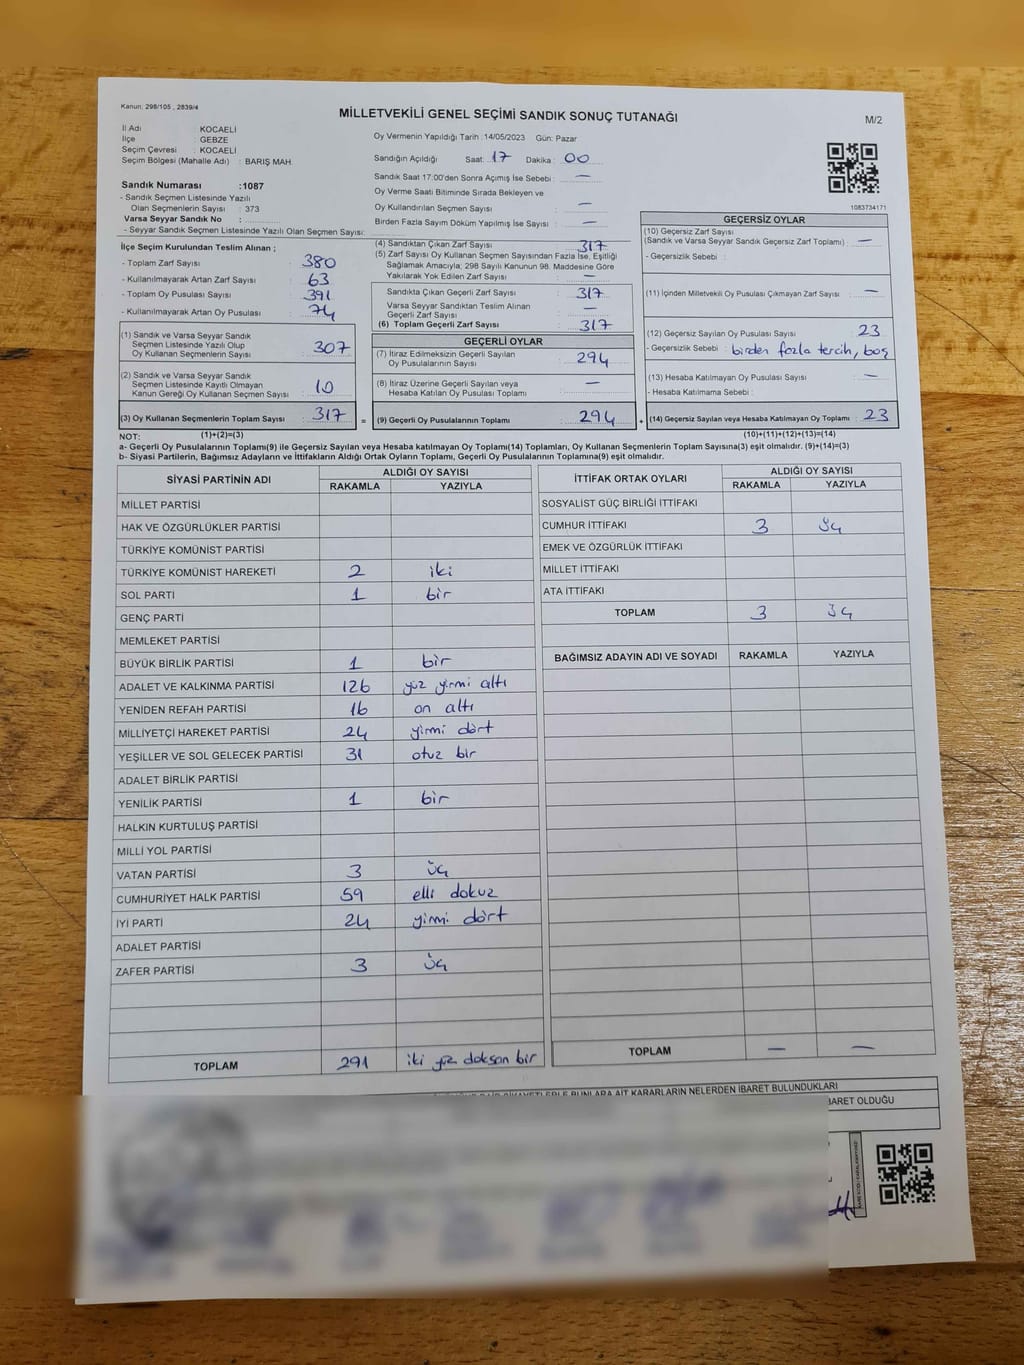 Kanun: 298/105 , 2839/4
MİLLETVEKİLİ GENEL SEÇİMİ SANDIK SONUÇ TUTANAĞI
M/2
İl Adı KOCAELİ
İlçe GEBZE
Seçim Çevresi : KOCAELİ
Seçim Bölgesi (Mahalle Adı) : BARIŞ MAH.
Sandık Numarası :1087
- Sandık Seçmen Listesinde Yazılı
Olan Seçmenlerin Sayısı : 373
Varsa Seyyar Sandık No :
- Seyyar Sandık Seçmen Listesinde Yazılı Olan Seçmen Sayısı:
Oy Vermenin Yapıldığı Tarih :14/05/2023 Gün: Pazar
Sandığın Açıldığı Saat: 17 Dakika : 00
Sandık Saat 17:00'den Sonra Açımış İse Sebebi : —
Oy Verme Saati Bitiminde Sırada Bekleyen ve
Oy Kullandırılan Seçmen Sayısı : —
Birden Fazla Sayım Döküm Yapılmış İse Sayısı : —
1083734171
İlçe Seçim Kurulundan Teslim Alınan ;
- Toplam Zarf Sayısı : 380
- Kullanılmayarak Artan Zarf Sayısı : 63
- Toplam Oy Pusulası Sayısı : 391
- Kullanılmayarak Artan Oy Pusulası : 74
(1) Sandık ve Varsa Seyyar Sandık
Seçmen Listesinde Yazılı Olup
Oy Kullanan Seçmenlerin Sayısı : 307
(2) Sandık ve Varsa Seyyar Sandık
Seçmen Listesinde Kayıtlı Olmayan
Kanun Gereği Oy Kullanan Seçmen Sayısı : 10
(3) Oy Kullanan Seçmenlerin Toplam Sayısı : 317 =
(4) Sandıktan Çıkan Zarf Sayısı : 317
(5) Zarf Sayısı Oy Kullanan Seçmen Sayısından Fazla İse, Eşitliği
Sağlamak Amacıyla; 298 Sayılı Kanunun 98. Maddesine Göre
Yakılarak Yok Edilen Zarf Sayısı : —
Sandıkta Çıkan Geçerli Zarf Sayısı : 317
Varsa Seyyar Sandıktan Teslim Alınan
Geçerli Zarf Sayısı : —
(6) Toplam Geçerli Zarf Sayısı : 317
GEÇERLİ OYLAR
(7) İtiraz Edilmeksizin Geçerli Sayılan
Oy Pusulalarının Sayısı : 294
(8) İtiraz Üzerine Geçerli Sayılan veya
Hesaba Katılan Oy Pusulası Toplamı : —
(9) Geçerli Oy Pusulalarının Toplamı : 294 +
GEÇERSİZ OYLAR
(10) Geçersiz Zarf Sayısı
(Sandık ve Varsa Seyyar Sandık Geçersiz Zarf Toplamı) : —
- Geçersizlik Sebebi :
(11) İçinden Milletvekili Oy Pusulası Çıkmayan Zarf Sayısı : —
(12) Geçersiz Sayılan Oy Pusulası Sayısı : 23
- Geçersizlik Sebebi : birden fazla tercih, boş
(13) Hesaba Katılmayan Oy Pusulası Sayısı : —
- Hesaba Katılmama Sebebi :
(14) Geçersiz Sayılan veya Hesaba Katılmayan Oy Toplamı : 23
NOT: (1)+(2)=(3) (10)+(11)+(12)+(13)=(14)
a- Geçerli Oy Pusulalarının Toplamı(9) ile Geçersiz Sayılan veya Hesaba katılmayan Oy Toplamı(14) Toplamları, Oy Kullanan Seçmenlerin Toplam Sayısına(3) eşit olmalıdır. (9)+(14)=(3)
b- Siyasi Partilerin, Bağımsız Adayların ve İttifakların Aldığı Ortak Oyların Toplamı, Geçerli Oy Pusulalarının Toplamına(9) eşit olmalıdır.
SİYASİ PARTİNİN ADI ALDIĞI OY SAYISI
RAKAMLA YAZIYLA
MİLLET PARTİSİ
HAK VE ÖZGÜRLÜKLER PARTİSİ
TÜRKİYE KOMÜNİST PARTİSİ
TÜRKİYE KOMÜNİST HAREKETİ 2 iki
SOL PARTİ 1 bir
GENÇ PARTİ
MEMLEKET PARTİSİ
BÜYÜK BİRLİK PARTİSİ 1 bir
ADALET VE KALKINMA PARTİSİ 126 yüz yirmi altı
YENİDEN REFAH PARTİSİ 16 on altı
MİLLİYETÇİ HAREKET PARTİSİ 24 yirmi dört
YEŞİLLER VE SOL GELECEK PARTİSİ 31 otuz bir
ADALET BİRLİK PARTİSİ
YENİLİK PARTİSİ 1 bir
HALKIN KURTULUŞ PARTİSİ
MİLLİ YOL PARTİSİ
VATAN PARTİSİ 3 üç
CUMHURİYET HALK PARTİSİ 59 elli dokuz
İYİ PARTİ 24 yirmi dört
ADALET PARTİSİ
ZAFER PARTİSİ 3 üç
TOPLAM 291 iki yüz doksan bir
İTTİFAK ORTAK OYLARI ALDIĞI OY SAYISI
RAKAMLA YAZIYLA
SOSYALİST GÜÇ BİRLİĞİ İTTİFAKI
CUMHUR İTTİFAKI 3 üç
EMEK VE ÖZGÜRLÜK İTTİFAKI
MİLLET İTTİFAKI
ATA İTTİFAKI
TOPLAM 3 üç
BAĞIMSIZ ADAYIN ADI VE SOYADI RAKAMLA YAZIYLA
TOPLAM — —
BUNLARA AİT KARARLARIN NELERDEN İBARET BULUNDUKLARI
İBARET OLDUĞU